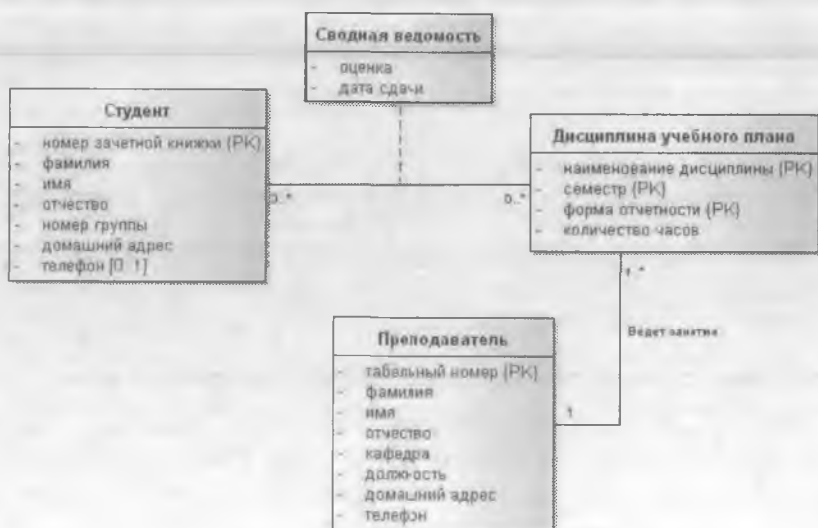 Сводная ведомость
- оценка
- дата сдачи
Студент
- номер зачетной книжки {PK}
- фамилия
- имя
- отчество
- номер группы
- домашний адрес
- телефон [0..1]
0..*
0..*
Дисциплина учебного плана
- наименование дисциплины {PK}
- семестр {PK}
- форма отчетности {PK}
- количество часов
1..*
Ведет занятия
1
Преподаватель
- табельный номер {PK}
- фамилия
- имя
- отчество
- кафедра
- должность
- домашний адрес
- телефон